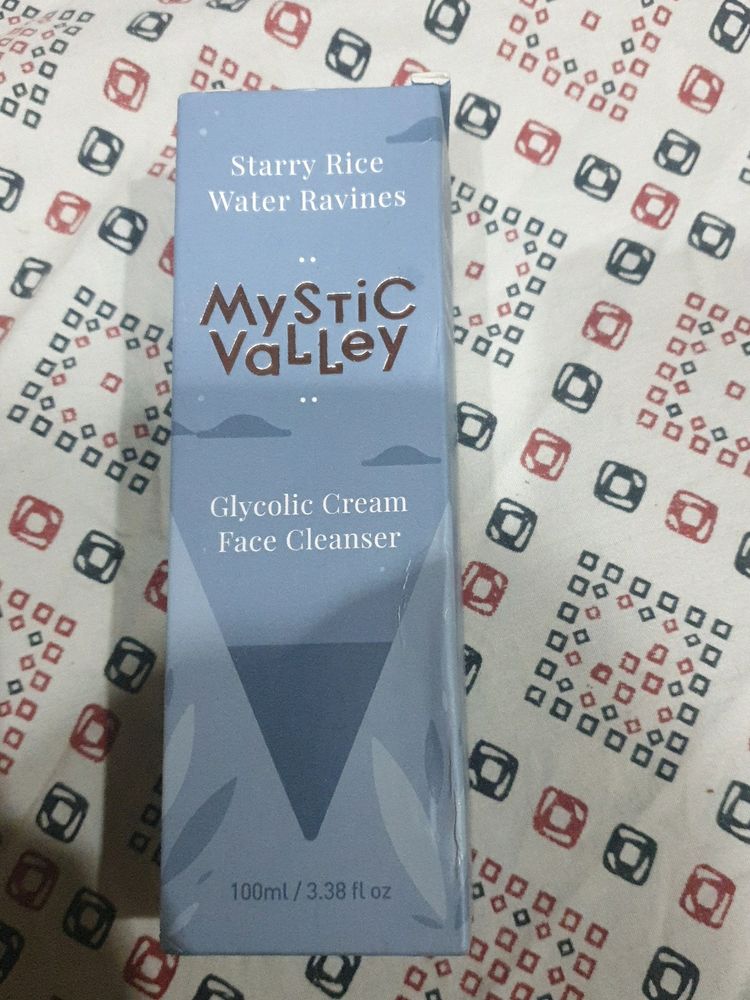 Starry Rice
Water Ravines
MySTiC
VaLLey
Glycolic Cream
Face Cleanser
100ml / 3.38 fl oz